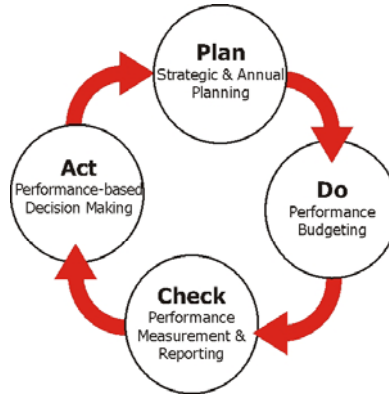 Plan
Strategic & Annual
Planning
Do
Performance
Budgeting
Check
Performance
Measurement &
Reporting
Act
Performance-based
Decision Making